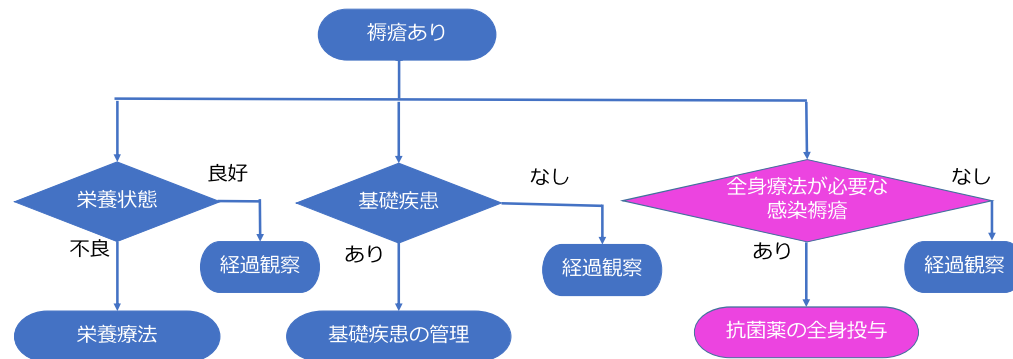 褥瘡あり
栄養状態
良好
不良
経過観察
栄養療法
基礎疾患
なし
あり
経過観察
基礎疾患の管理
全身療法が必要な
感染褥瘡
なし
あり
経過観察
抗菌薬の全身投与